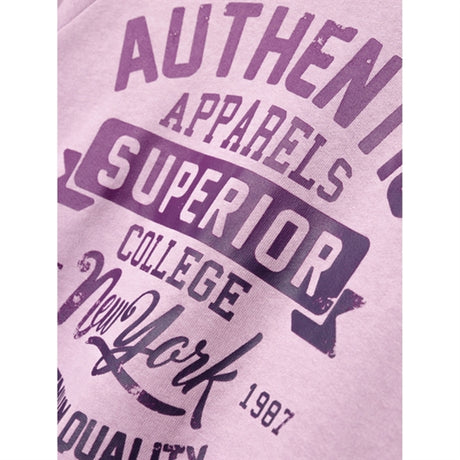 AUTHENTIC
APPARELS
SUPERIOR
COLLEGE
New York
1987
QUALITY